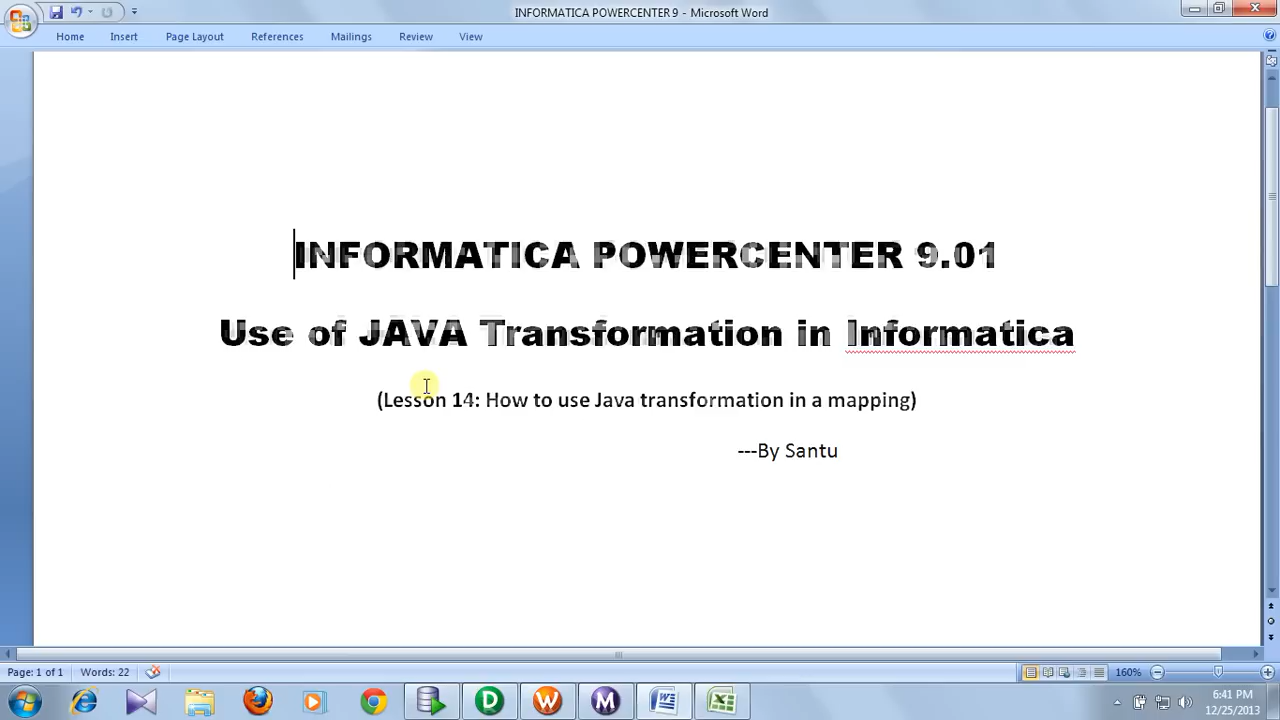 INFORMATICA POWERCENTER 9 - Microsoft Word
Home Insert Page Layout References Mailings Review View
INFORMATICA POWERCENTER 9.01
Use of JAVA Transformation in Informatica
(Lesson 14: How to use Java transformation in a mapping)
---By Santu
Page: 1 of 1 Words: 22 160%
D W M
6:41 PM
12/25/2013